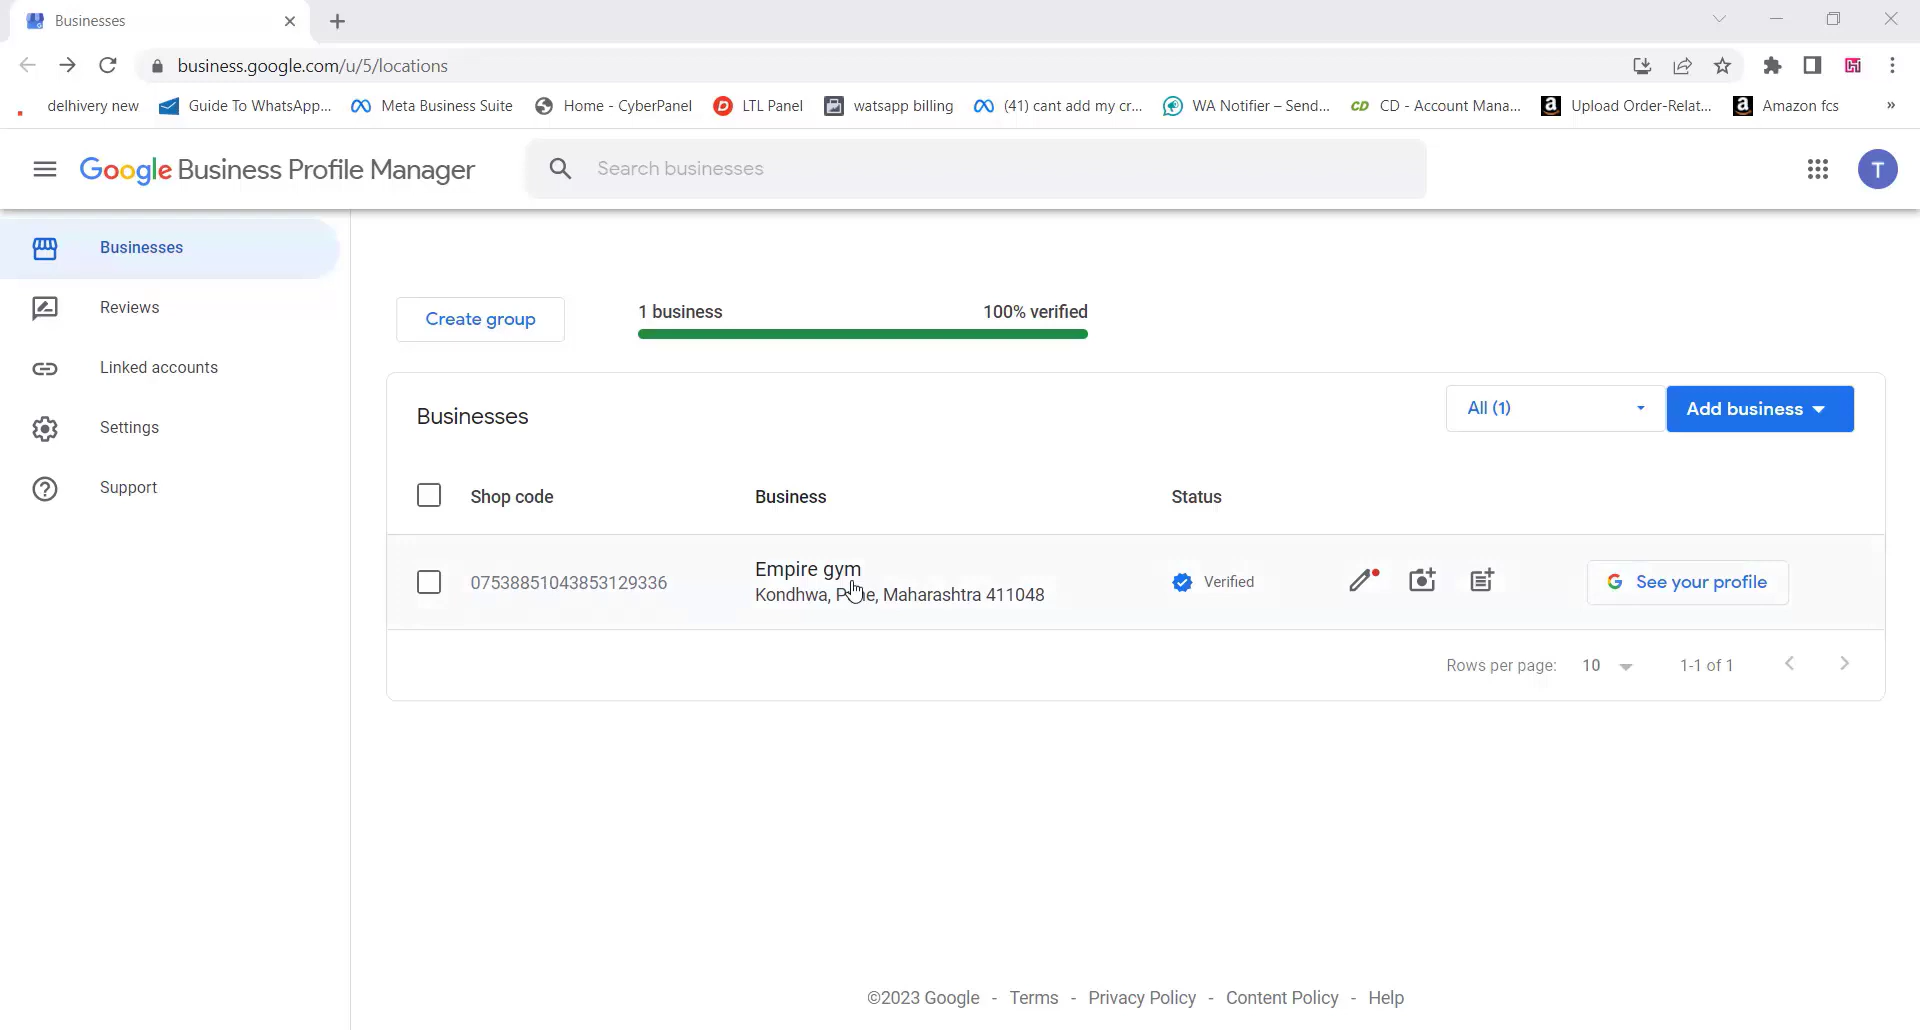 Businesses
business.google.com/u/5/locations
delhivery new Guide To WhatsApp... Meta Business Suite Home - CyberPanel LTL Panel watsapp billing (41) cant add my cr... WA Notifier – Send... CD CD - Account Mana... a Upload Order-Relat... a Amazon fcs »
Google Business Profile Manager Search businesses T
Businesses
Reviews
Linked accounts
Settings
Support
Create group 1 business 100% verified
Businesses All (1) Add business
Shop code Business Status
07538851043853129336 Empire gym Verified G See your profile
Kondhwa, Maharashtra 411048
Rows per page: 10 1-1 of 1
©2023 Google - Terms - Privacy Policy - Content Policy - Help